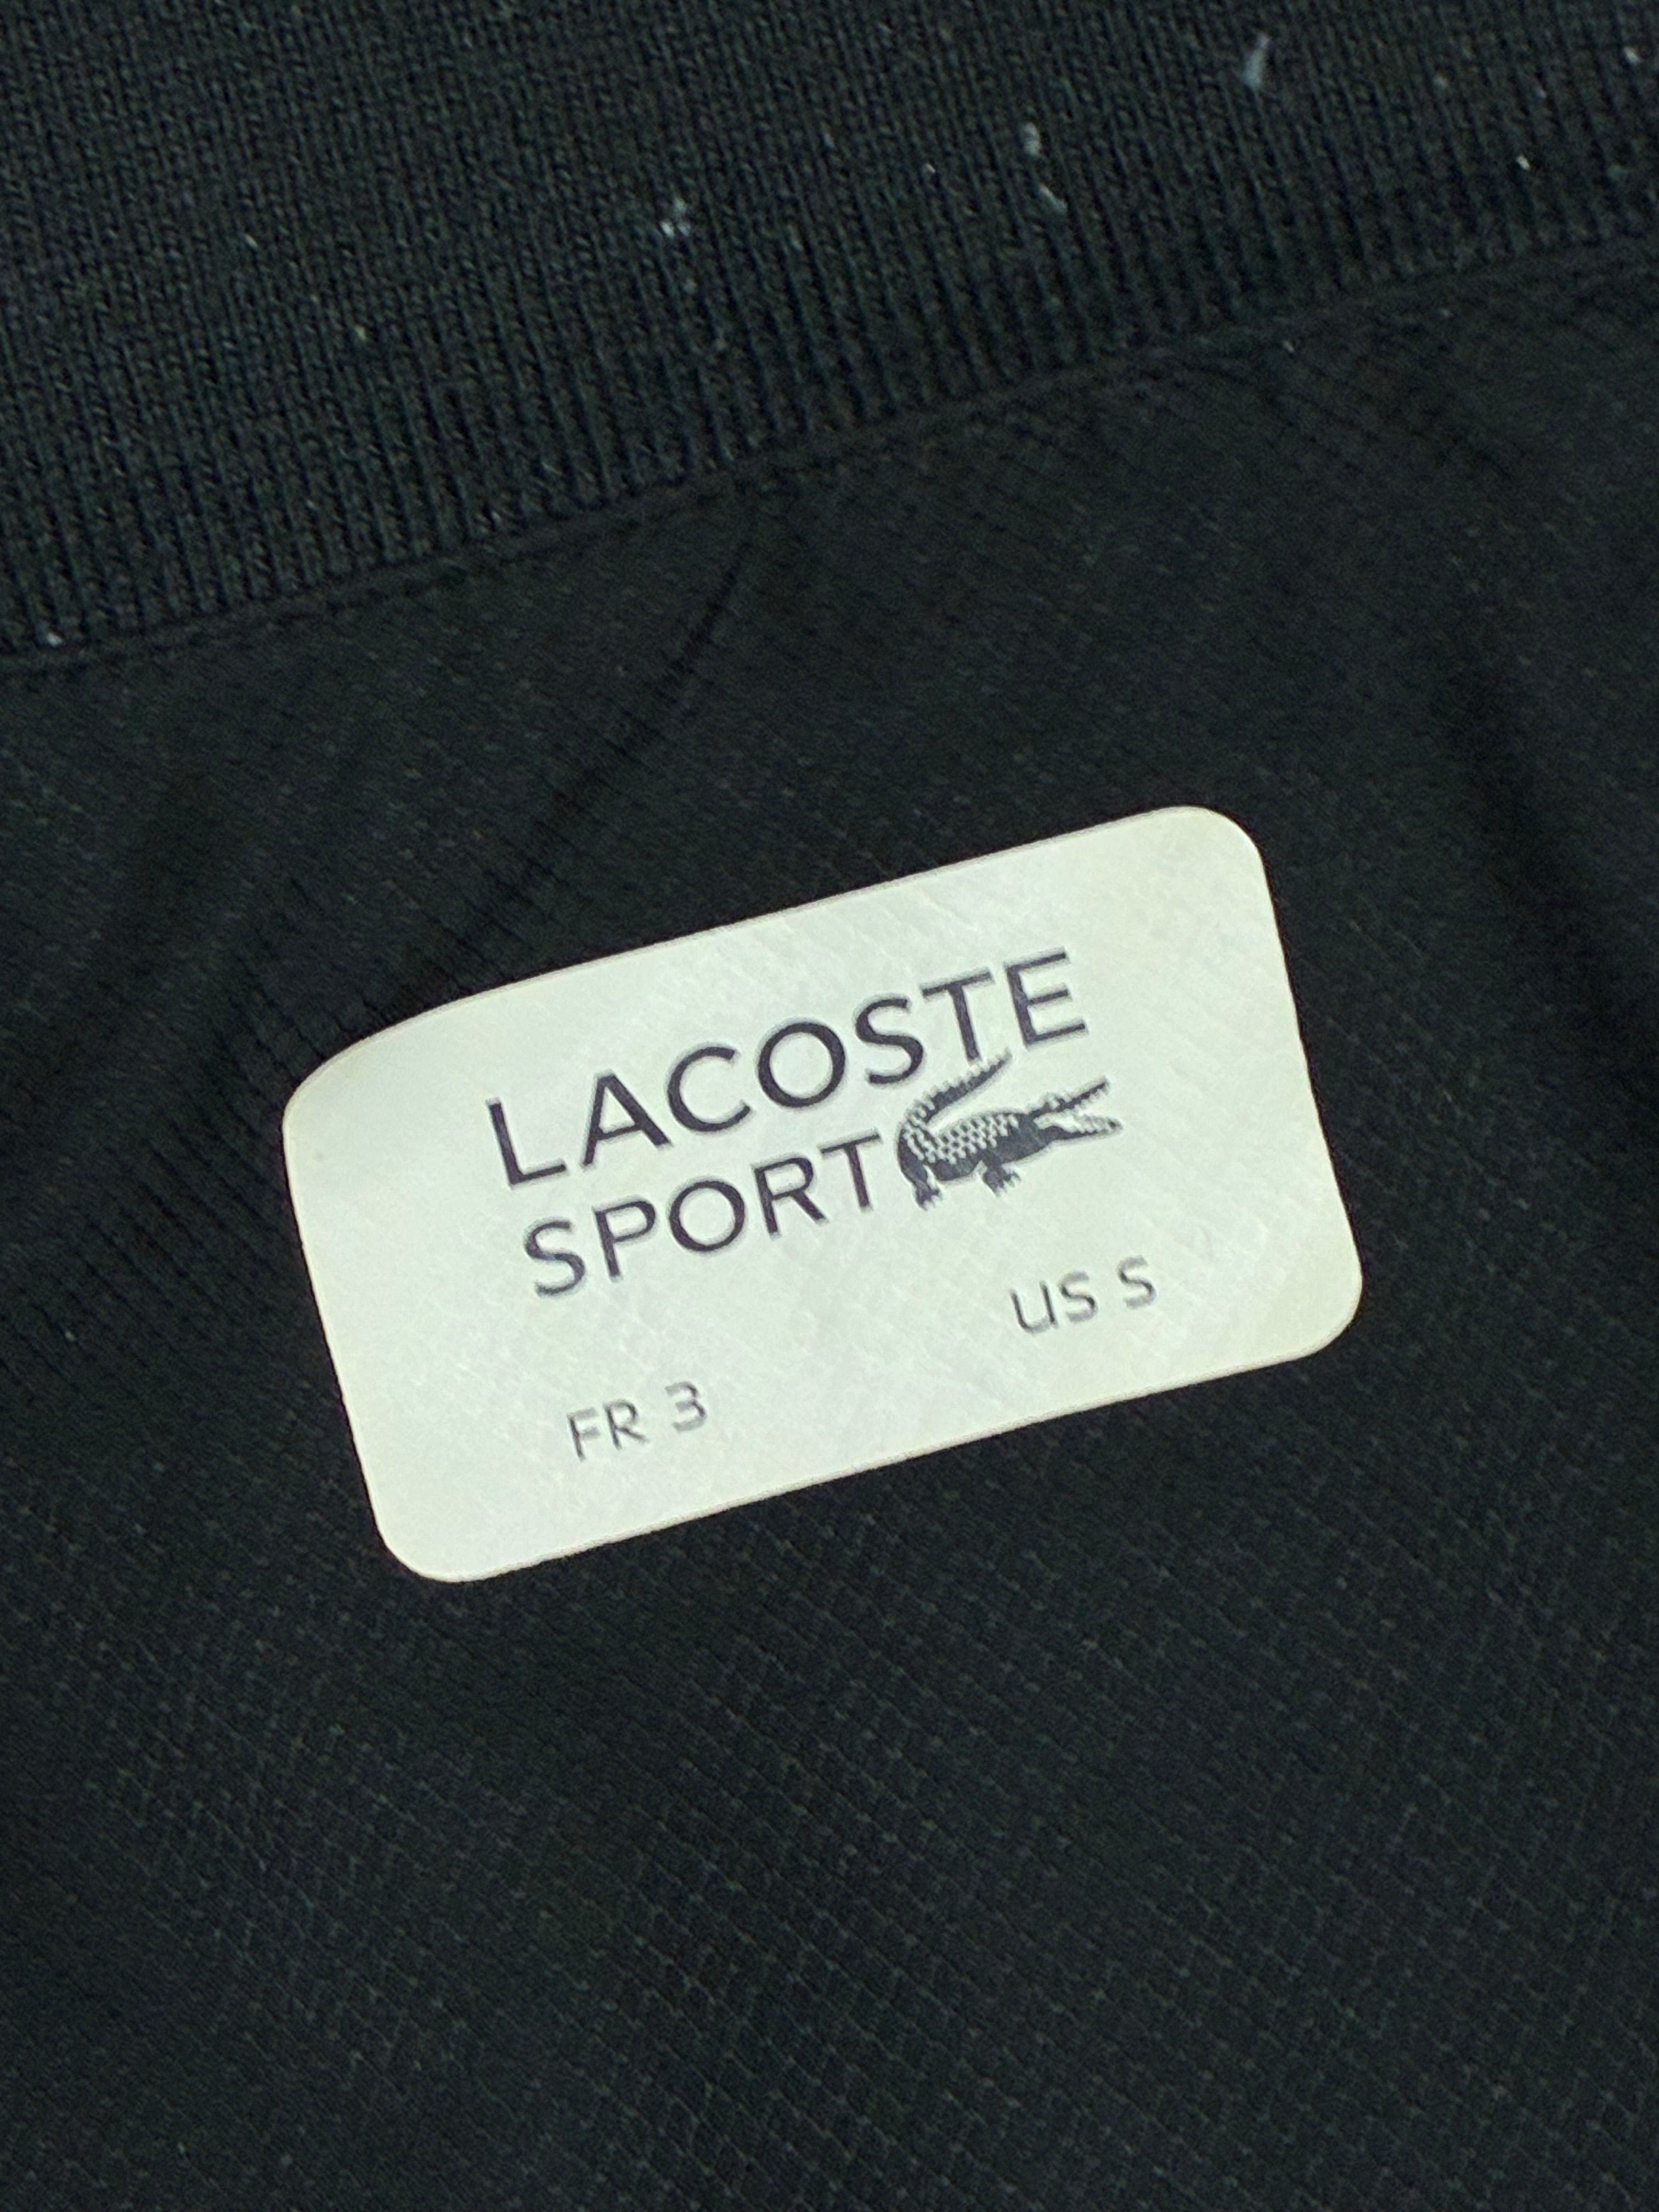 LACOSTE
SPORT
FR 3 US S